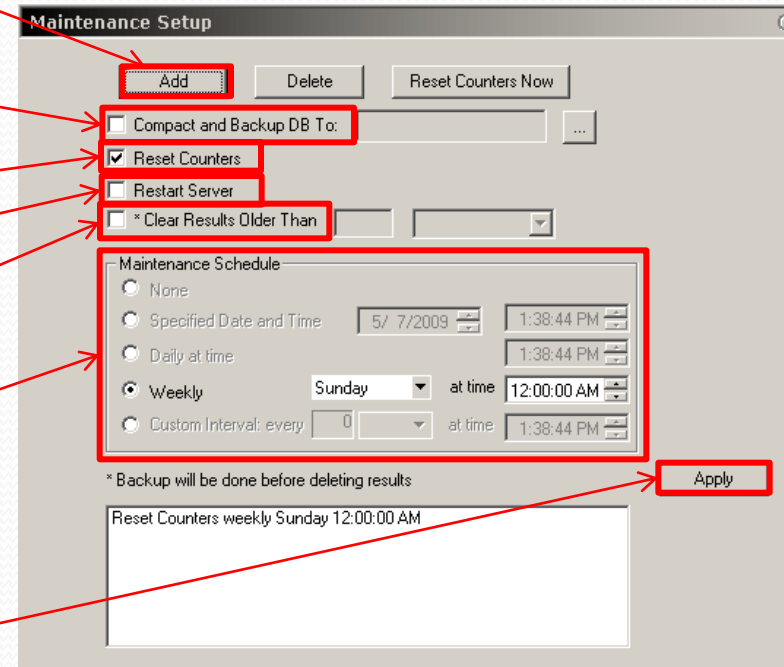 Maintenance Setup
Add Delete Reset Counters Now
Compact and Backup DB To: ...
Reset Counters
Restart Server
* Clear Results Older Than
Maintenance Schedule
None
Specified Date and Time 5/ 7/2009 1:38:44 PM
Daily at time 1:38:44 PM
Weekly Sunday at time 12:00:00 AM
Custom Interval: every 0 at time 1:38:44 PM
* Backup will be done before deleting results
Apply
Reset Counters weekly Sunday 12:00:00 AM